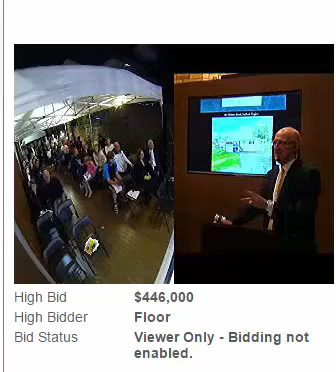 High Bid $446,000
High Bidder Floor
Bid Status Viewer Only - Bidding not
enabled.